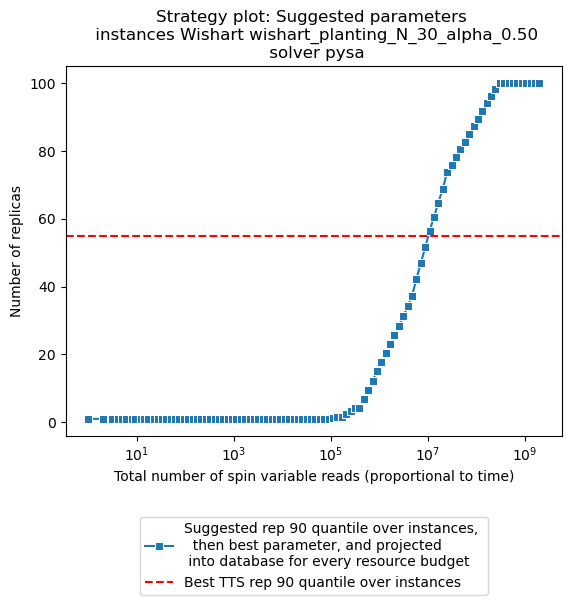 Strategy plot: Suggested parameters
instances Wishart wishart_planting_N_30_alpha_0.50
solver pysa
100
80
60
40
20
0
Number of replicas
10^1
10^3
10^5
10^7
10^9
Total number of spin variable reads (proportional to time)
Suggested rep 90 quantile over instances,
then best parameter, and projected
into database for every resource budget
Best TTS rep 90 quantile over instances